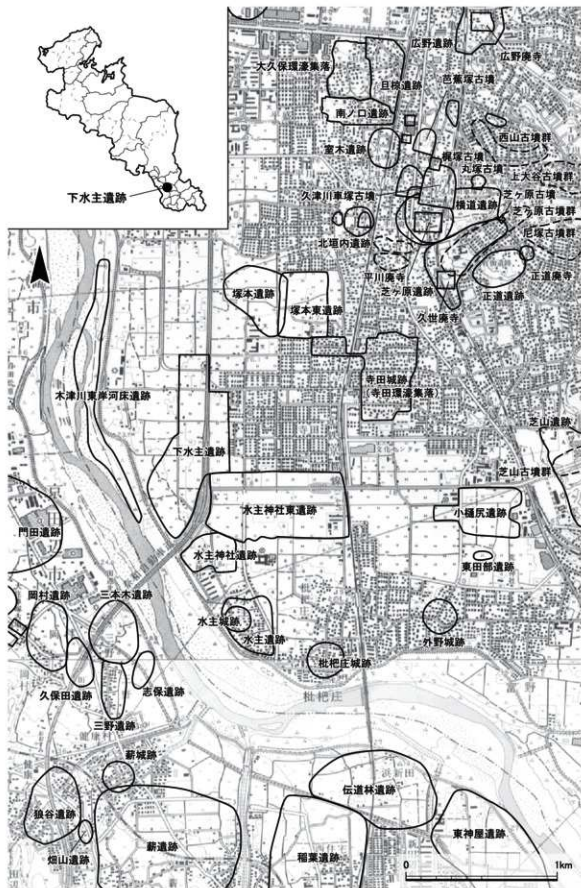 下水主遺跡
広野遺跡
広野廃寺
大久保環濠集落
旦椋遺跡
芭蕉塚古墳
南ノ口遺跡
西山古墳群
室木遺跡
梶塚古墳
丸塚古墳
上大谷古墳群
久津川車塚古墳
横道遺跡
芝ヶ原古墳
芝ヶ原古墳群
尼塚古墳群
北垣内遺跡
平川廃寺
正道廃寺
芝ヶ原遺跡
正道遺跡
久世廃寺
塚本遺跡
塚本東遺跡
市
木津川東岸河床遺跡
寺田城跡
(寺田環濠集落)
下水主遺跡
芝山遺跡
芝山古墳群
門田遺跡
水主神社東遺跡
小樋尻遺跡
水主神社遺跡
東田部遺跡
岡村遺跡
三本木遺跡
水主城跡
水主遺跡
外野城跡
枇杷庄城跡
久保田遺跡
志保遺跡
枇杷庄
三野遺跡
薪城跡
浜新田
伝道林遺跡
狼谷遺跡
畑山遺跡
薪遺跡
稲葉遺跡
東神屋遺跡
0
1km